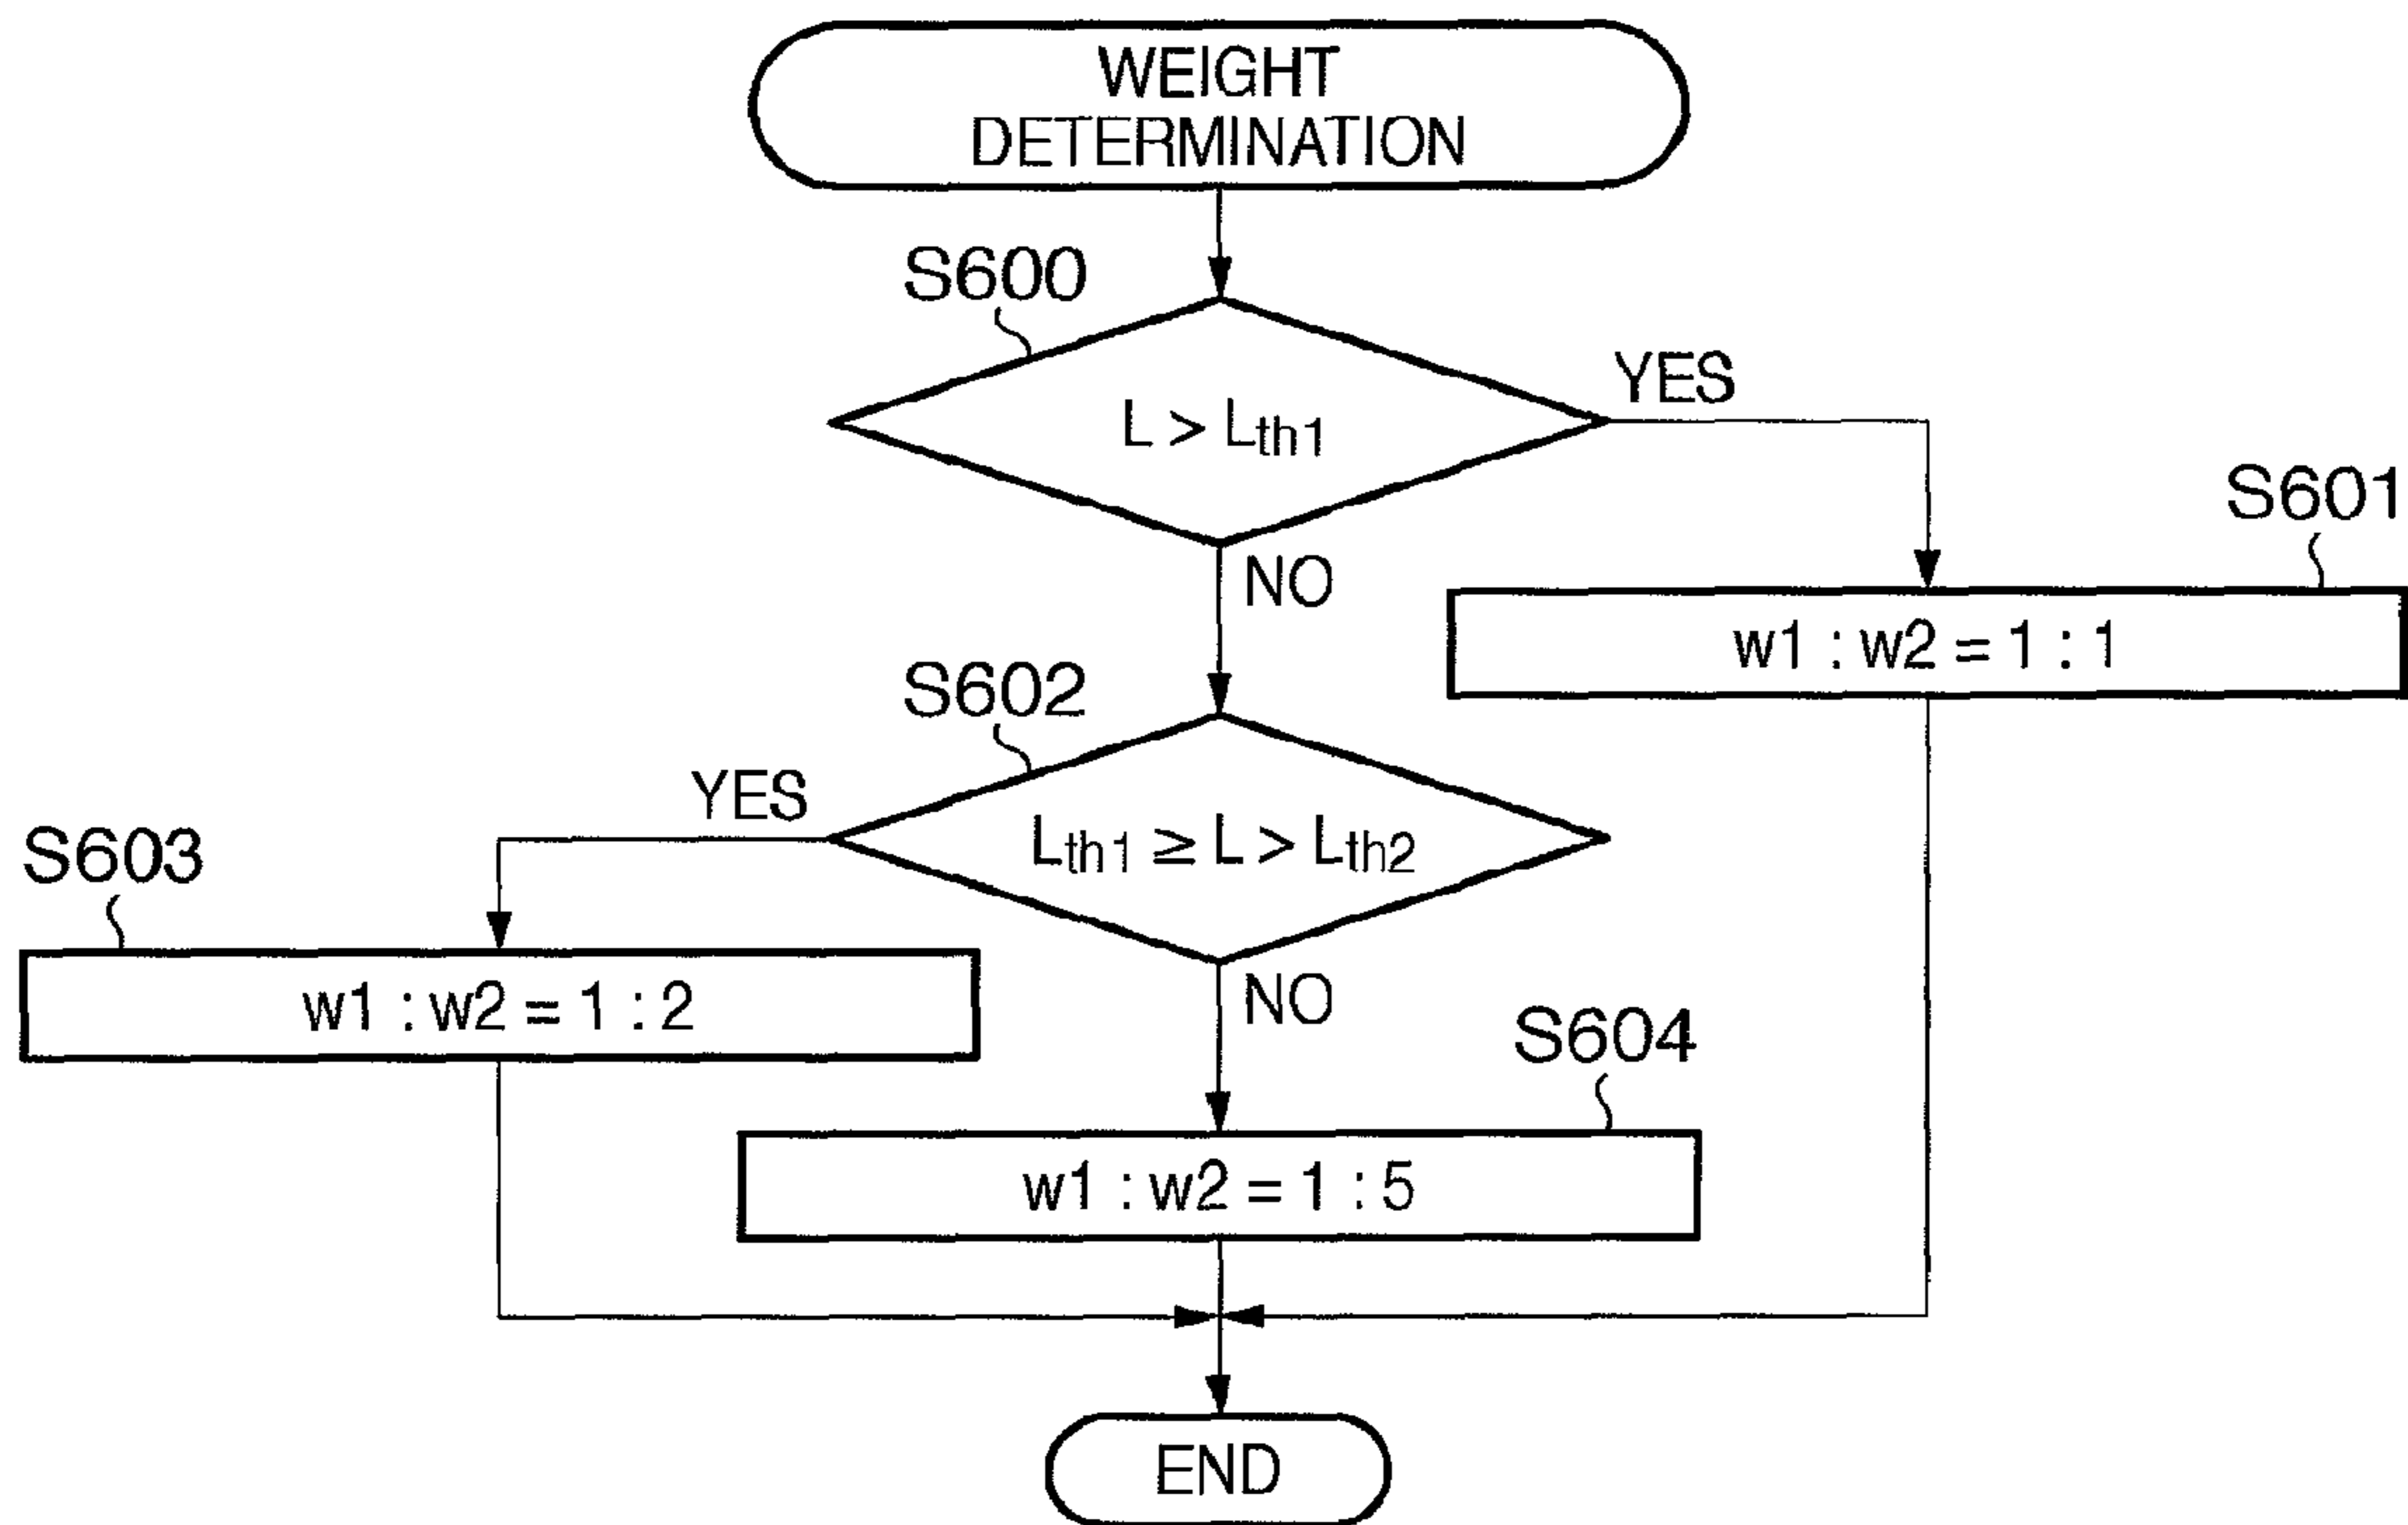 WEIGHT
DETERMINATION
S600
L > Lth1
YES
S601
NO
w1 : w2 = 1 : 1
S602
YES
Lth1 ≥ L > Lth2
S603
NO
w1 : w2 = 1 : 2
S604
w1 : w2 = 1 : 5
END